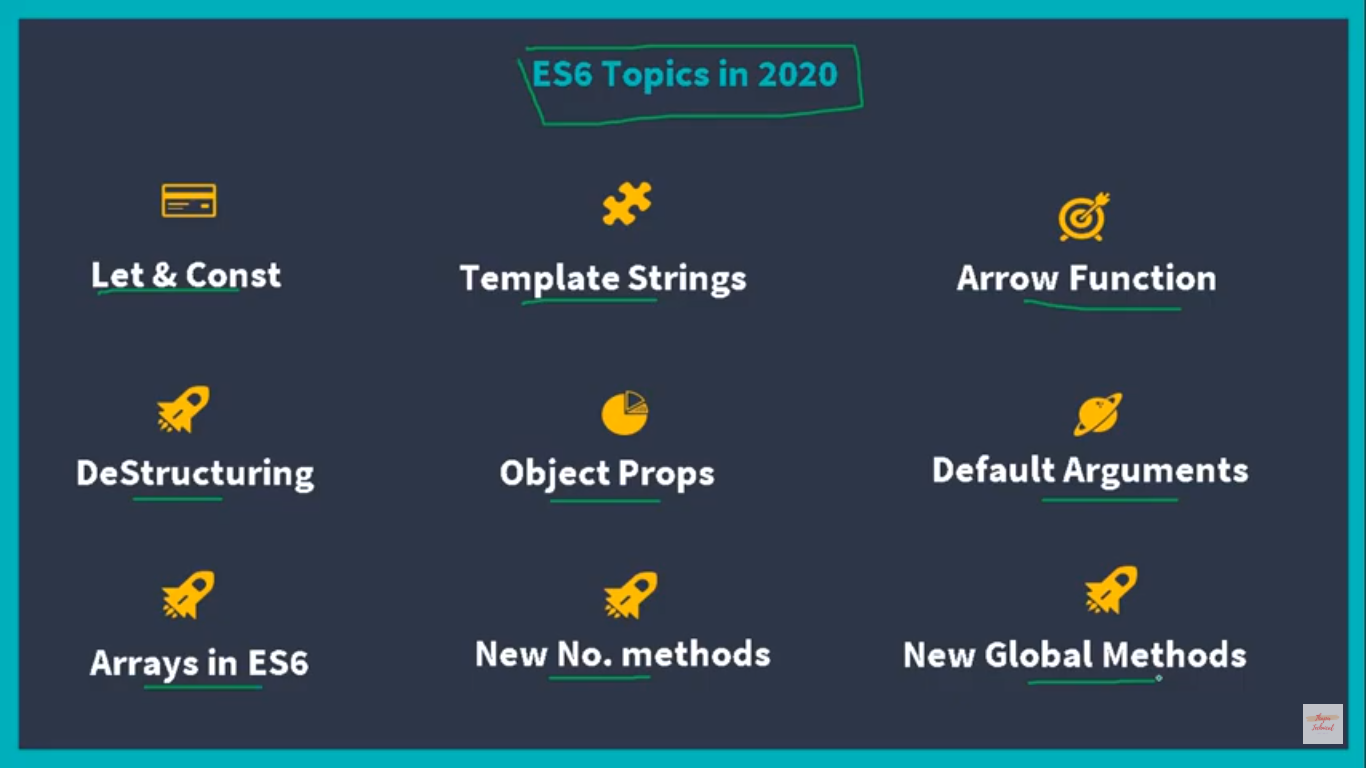 ES6 Topics in 2020
Let & Const
Template Strings
Arrow Function
DeStructuring
Object Props
Default Arguments
Arrays in ES6
New No. methods
New Global Methods
Technical